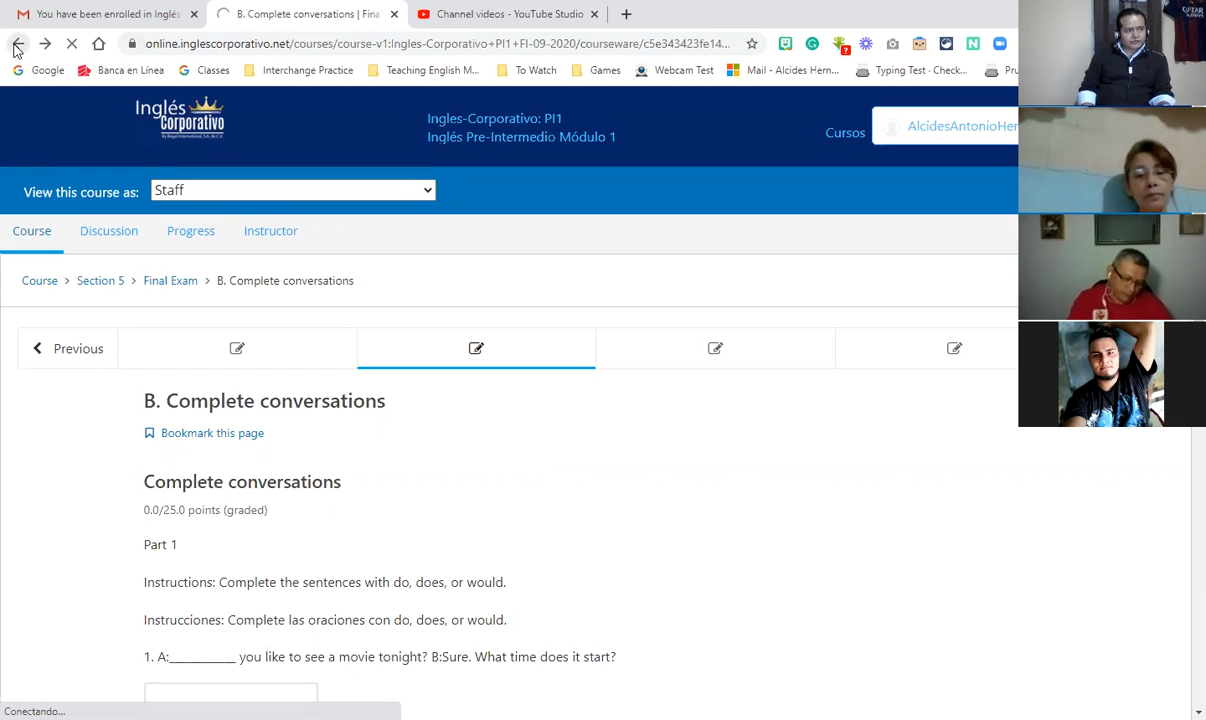 You have been enrolled in Inglés
B. Complete conversations | Fina
Channel videos - YouTube Studio
online.inglescorporativo.net/courses/course-v1:Ingles-Corporativo+PI1+FI-09-2020/courseware/c5e343423fe14...
Google
Banca en Línea
Classes
Interchange Practice
Teaching English M...
To Watch
Games
Webcam Test
Mail - Alcides Hern...
Typing Test · Check...
Pru
Inglés
Corporativo
Ingles-Corporativo: PI1
Inglés Pre-Intermedio Módulo 1
Cursos
AlcidesAntonioHer
View this course as:
Staff
Course
Discussion
Progress
Instructor
Course > Section 5 > Final Exam > B. Complete conversations
Previous
B. Complete conversations
Bookmark this page
Complete conversations
0.0/25.0 points (graded)
Part 1
Instructions: Complete the sentences with do, does, or would.
Instrucciones: Complete las oraciones con do, does, or would.
1. A:___________ you like to see a movie tonight? B:Sure. What time does it start?
Conectando...